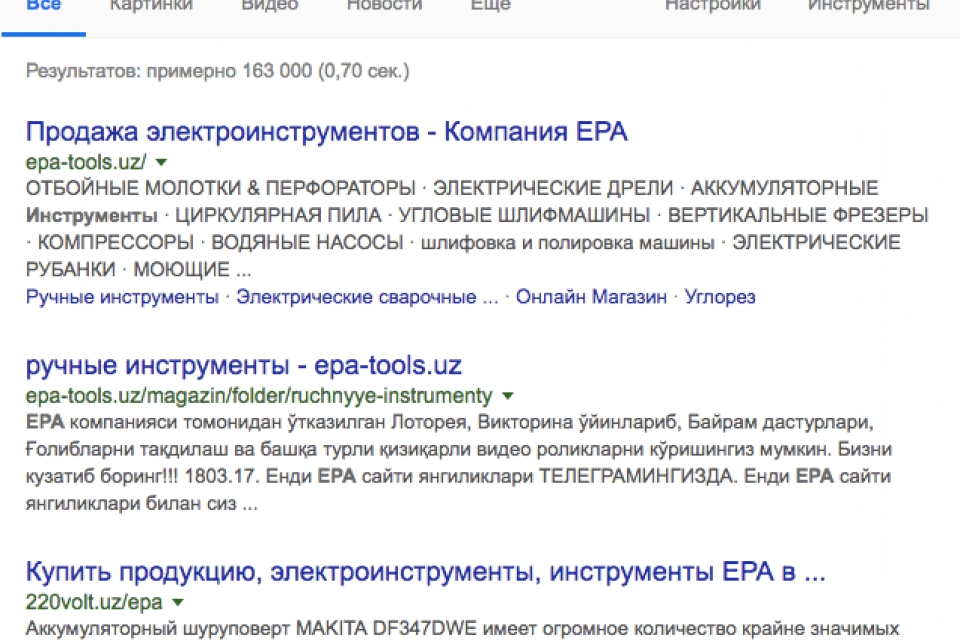 Все Картинки Видео Новости Ещё Настройки Инструменты
Результатов: примерно 163 000 (0,70 сек.)
Продажа электроинструментов - Компания EPA
epa-tools.uz/
ОТБОЙНЫЕ МОЛОТКИ & ПЕРФОРАТОРЫ · ЭЛЕКТРИЧЕСКИЕ ДРЕЛИ · АККУМУЛЯТОРНЫЕ
Инструменты · ЦИРКУЛЯРНАЯ ПИЛА · УГЛОВЫЕ ШЛИФМАШИНЫ · ВЕРТИКАЛЬНЫЕ ФРЕЗЕРЫ
· КОМПРЕССОРЫ · ВОДЯНЫЕ НАСОСЫ · шлифовка и полировка машины · ЭЛЕКТРИЧЕСКИЕ
РУБАНКИ · МОЮЩИЕ ...
Ручные инструменты · Электрические сварочные ... · Онлайн Магазин · Углорез
ручные инструменты - epa-tools.uz
epa-tools.uz/magazin/folder/ruchnyye-instrumenty
EPA компанияси томонидан ўтказилган Лоторея, Викторина ўйинлариб, Байрам дастурлари,
Ғолибларни тақдилаш ва башқа турли қизиқарли видео роликларни кўришингиз мумкин. Бизни
кузатиб боринг!!! 1803.17. Енди EPA сайти янгиликлари ТЕЛЕГРАМИНГИЗДА. Енди EPA сайти
янгиликлари билан сиз ...
Купить продукцию, электроинструменты, инструменты EPA в ...
220volt.uz/epa
Аккумуляторный шуруповерт MAKITA DF347DWE имеет огромное количество крайне значимых